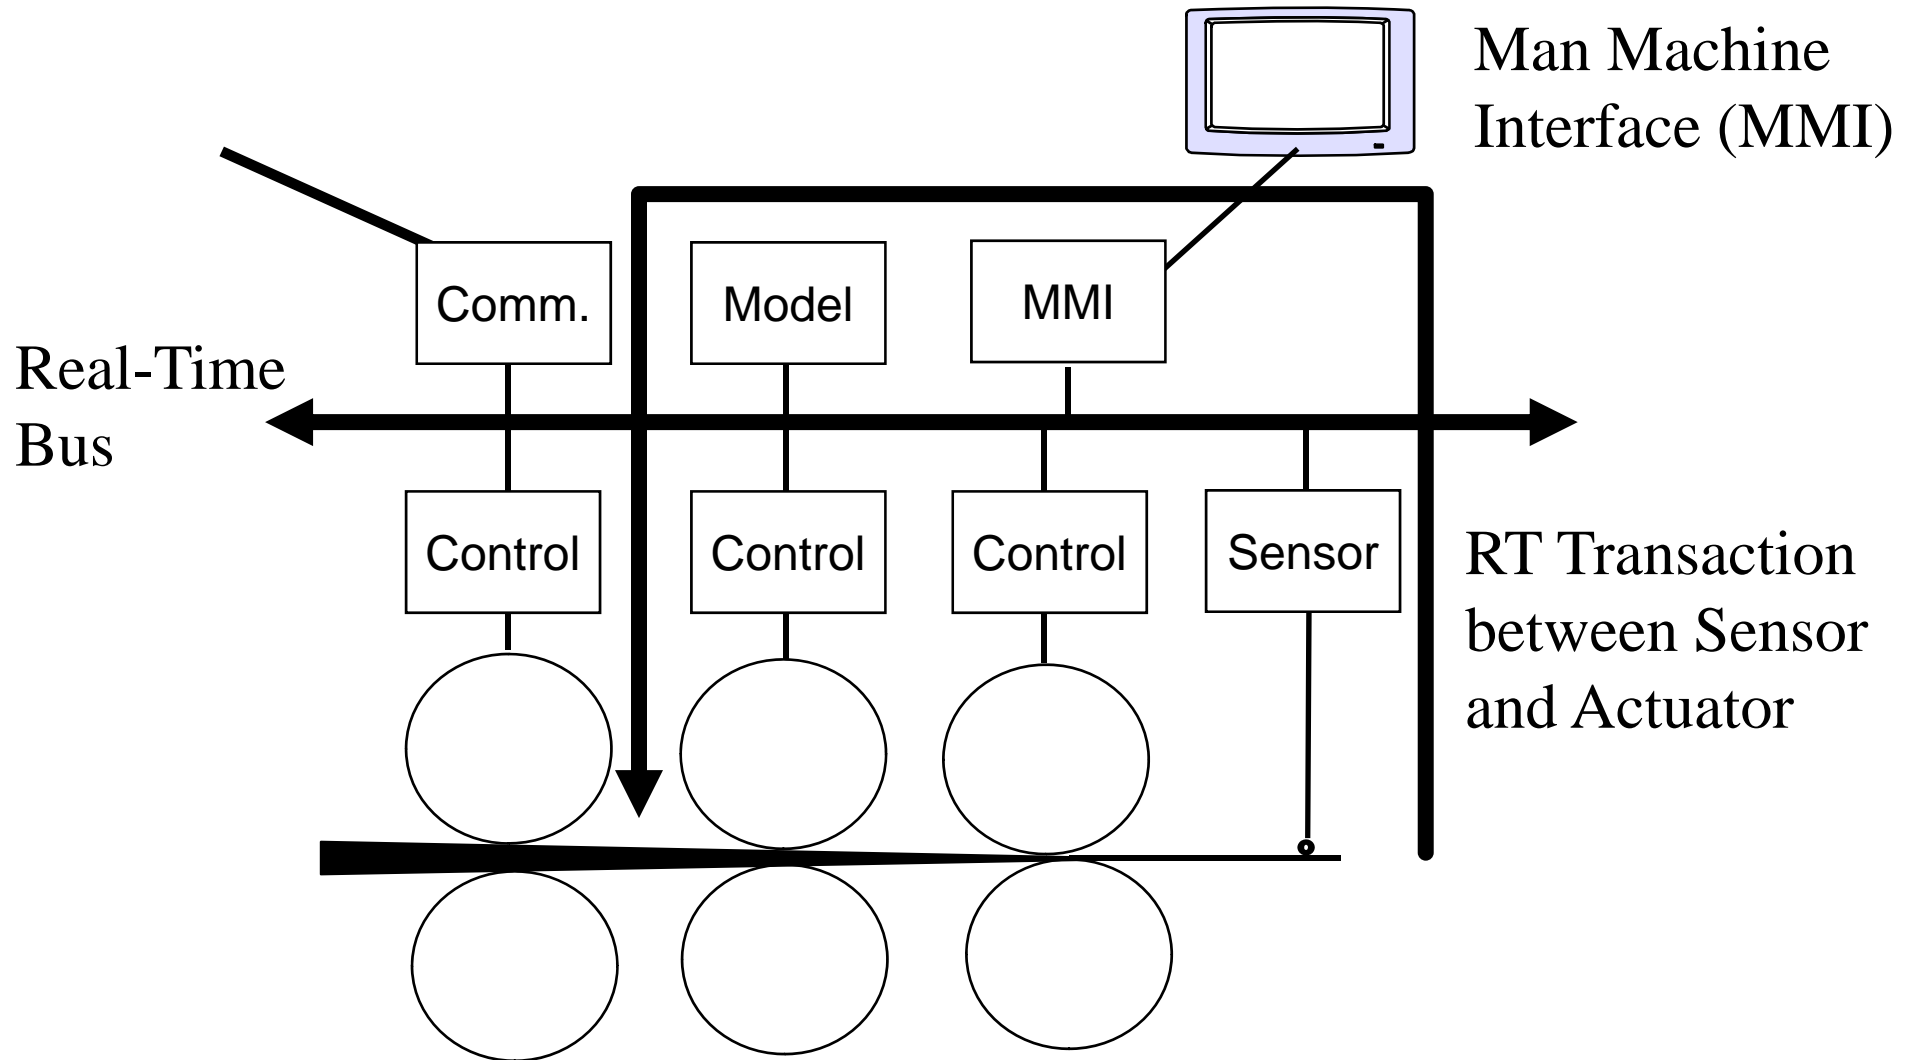 Man Machine
Interface (MMI)
Comm.
Model
MMI
Real-Time
Bus
Control
Control
Control
Sensor
RT Transaction
between Sensor
and Actuator